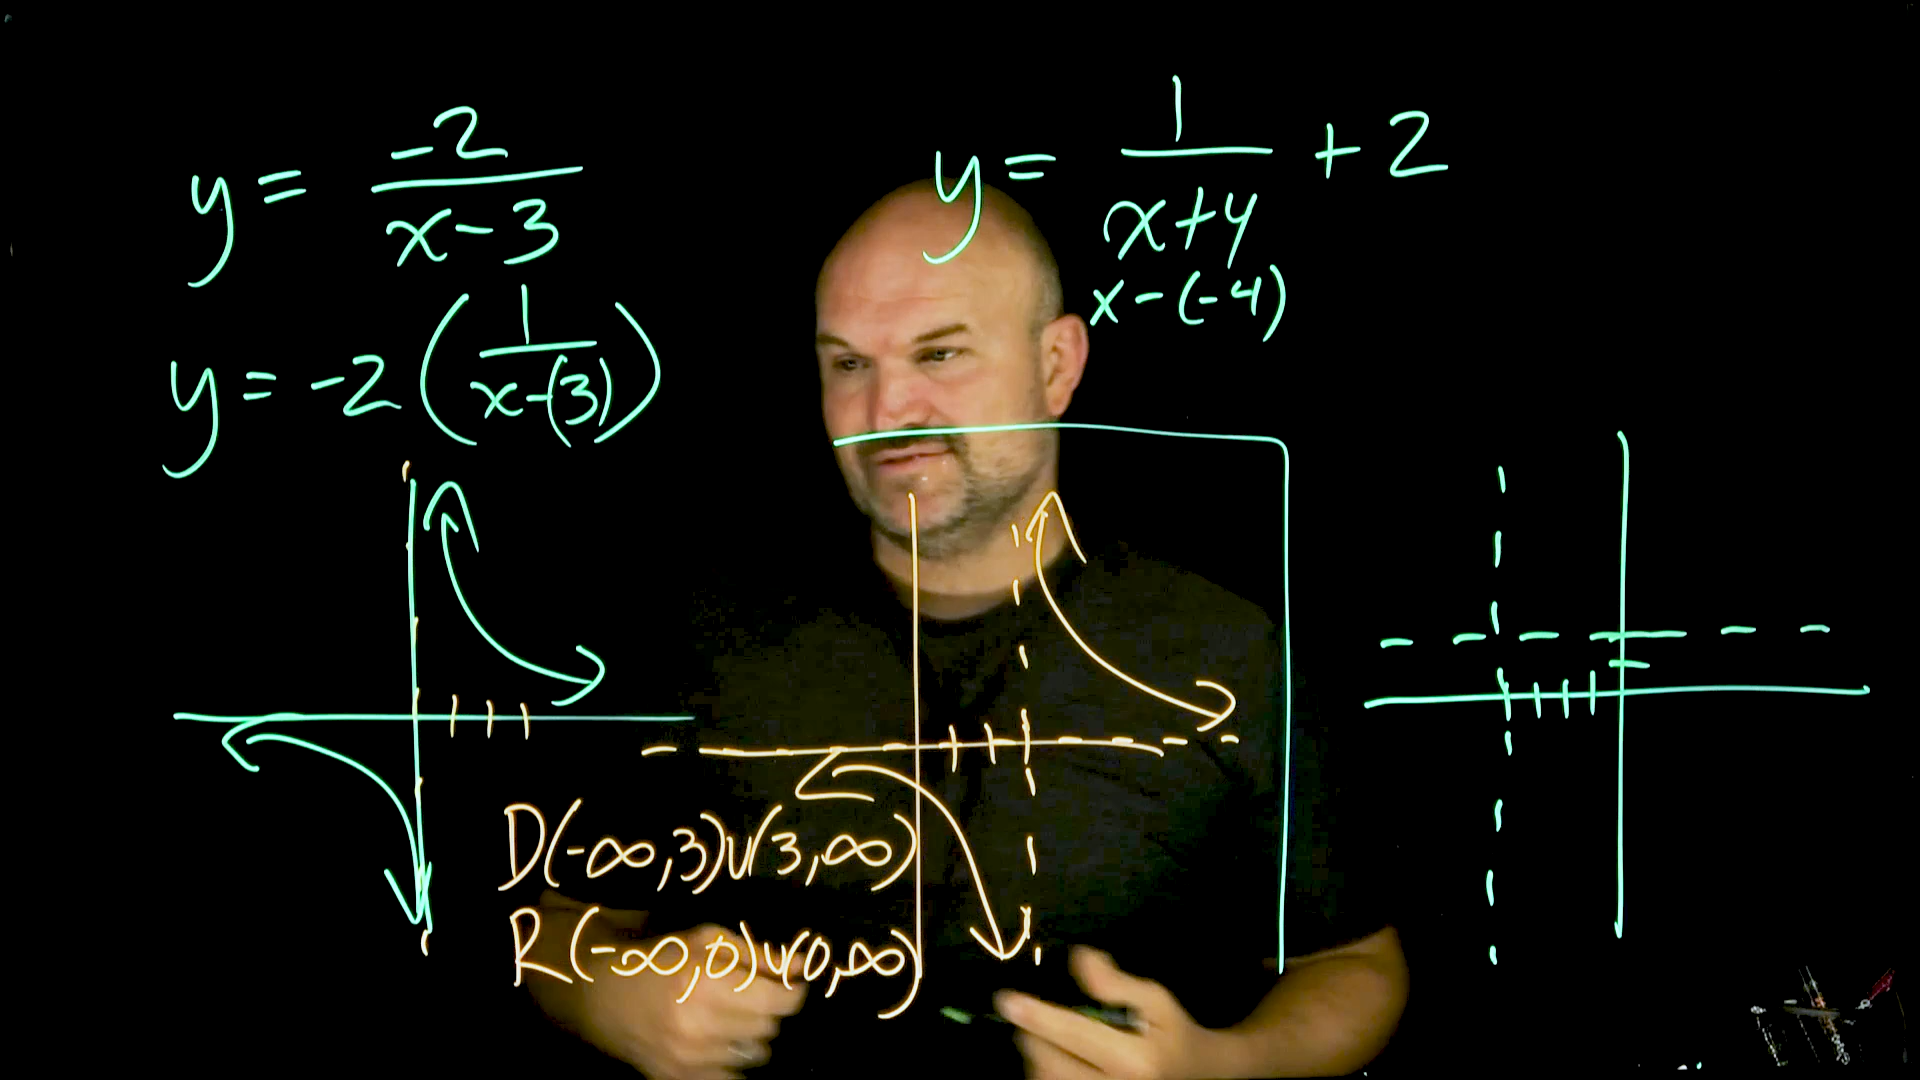 y = -2 / x-3
y = -2 ( 1 / x-(3) )
y = 1 / x+4 + 2
x-(-4)
D(-∞,3)∪(3,∞)
R(-∞,0)∪(0,∞)